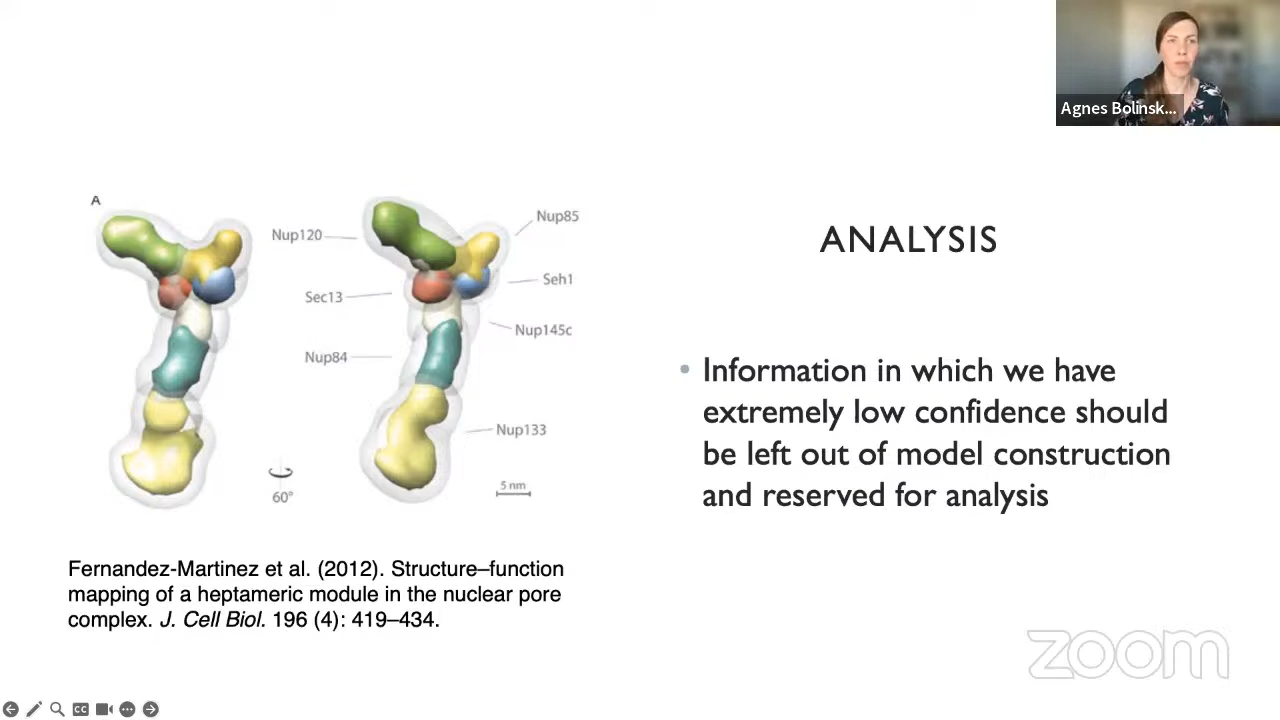 Agnes Bolinsk...
A
Nup120
Nup85
Sec13
Seh1
Nup145c
Nup84
Nup133
60°
5 nm
ANALYSIS
• Information in which we have
extremely low confidence should
be left out of model construction
and reserved for analysis
Fernandez-Martinez et al. (2012). Structure–function
mapping of a heptameric module in the nuclear pore
complex. J. Cell Biol. 196 (4): 419–434.
zoom
CC